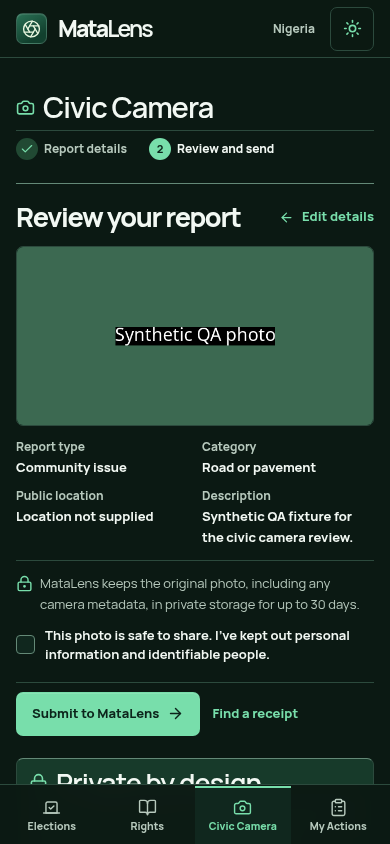 MataLens
Nigeria
Civic Camera
Report details
2
Review and send
Review your report
Edit details
Synthetic QA photo
Report type
Community issue
Category
Road or pavement
Public location
Location not supplied
Description
Synthetic QA fixture for
the civic camera review.
MataLens keeps the original photo, including any
camera metadata, in private storage for up to 30 days.
This photo is safe to share. I've kept out personal
information and identifiable people.
Submit to MataLens
Find a receipt
Private by design
Elections
Rights
Civic Camera
My Actions